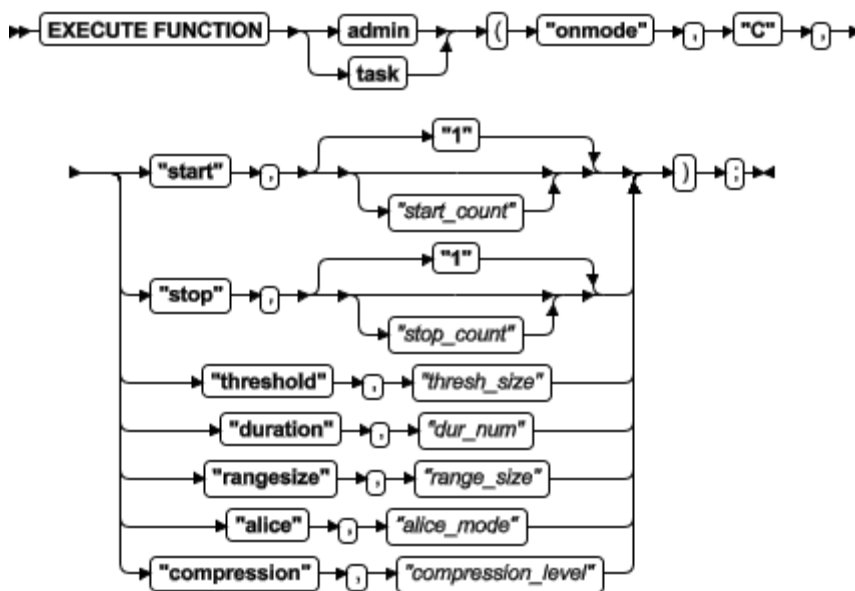 EXECUTE FUNCTION admin ( "onmode" , "C" ,
task
"1"
"start" , ) ;
"start_count"
"1"
"stop" ,
"stop_count"
"threshold" , "thresh_size"
"duration" , "dur_num"
"rangesize" , "range_size"
"alice" , "alice_mode"
"compression" , "compression_level"